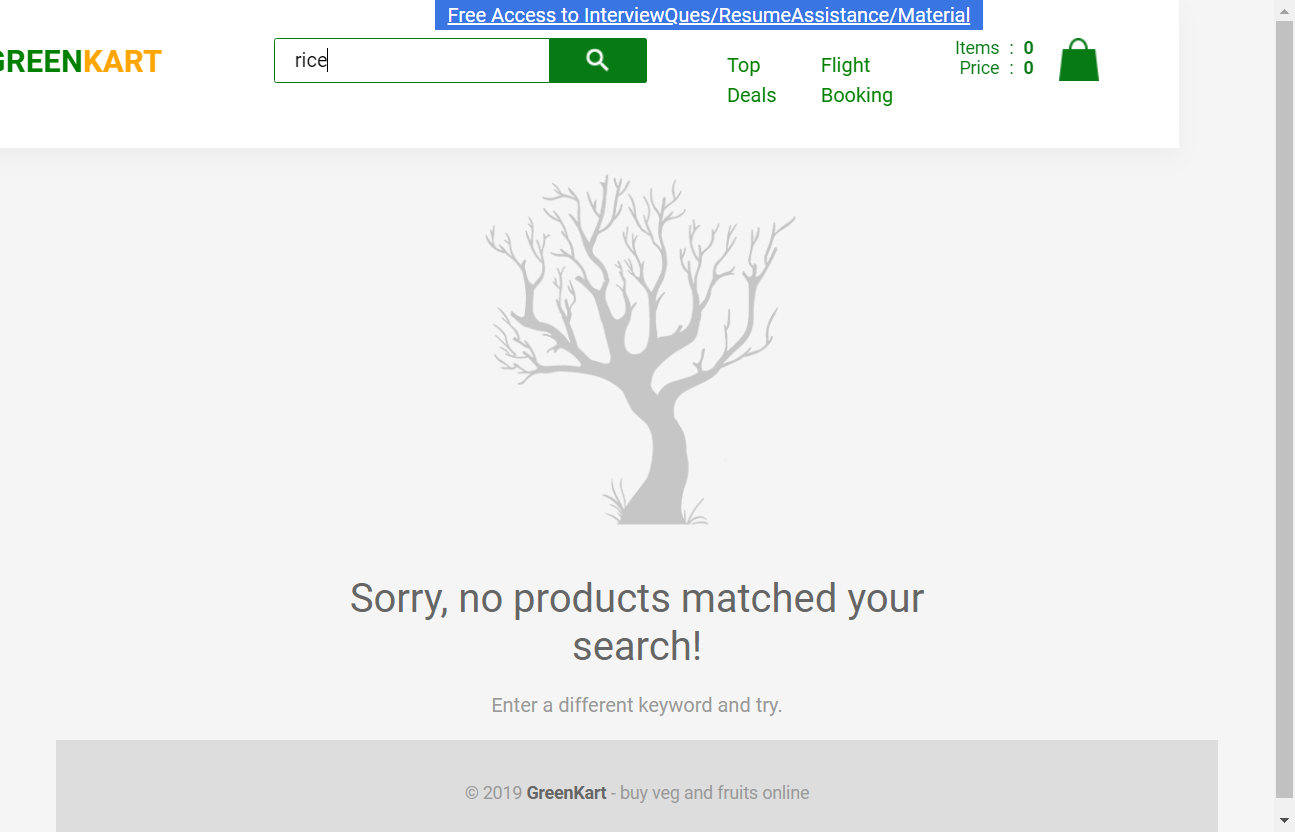 Free Access to InterviewQues/ResumeAssistance/Material
GREENKART
rice
Top
Deals
Flight
Booking
Items : 0
Price : 0
Sorry, no products matched your
search!
Enter a different keyword and try.
© 2019 GreenKart - buy veg and fruits online